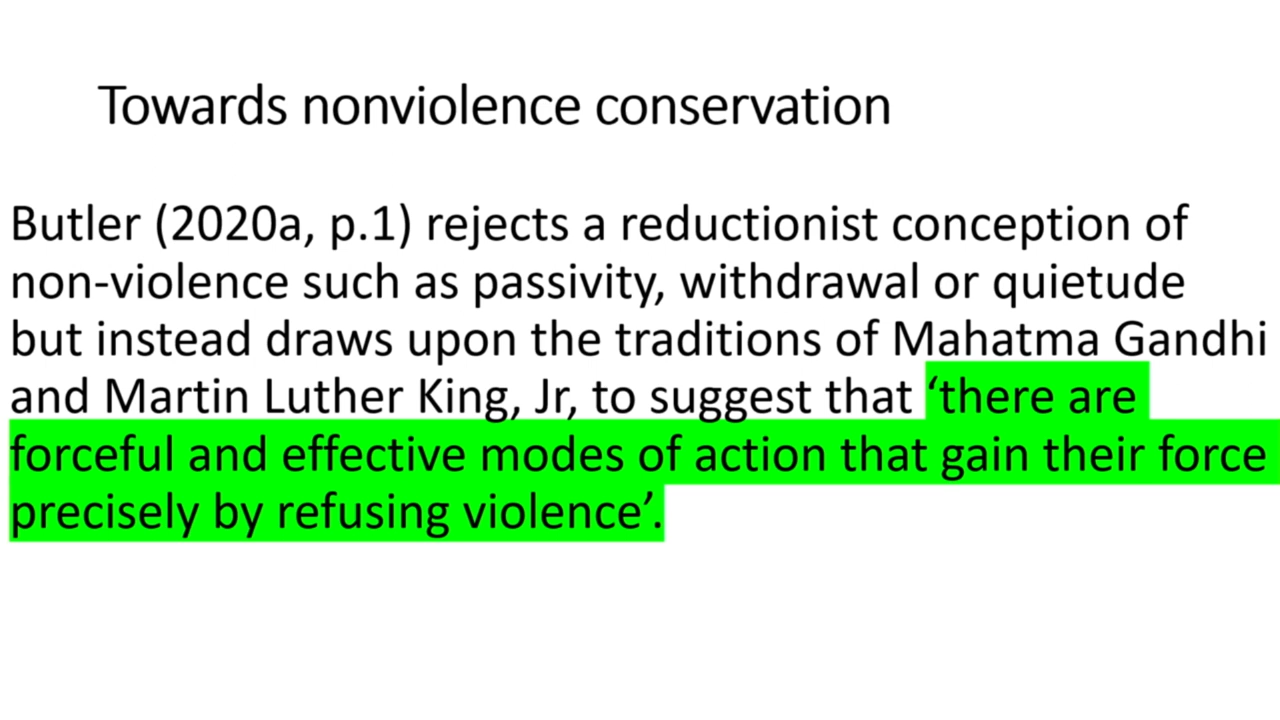 Towards nonviolence conservation
Butler (2020a, p.1) rejects a reductionist conception of
non-violence such as passivity, withdrawal or quietude
but instead draws upon the traditions of Mahatma Gandhi
and Martin Luther King, Jr, to suggest that ‘there are
forceful and effective modes of action that gain their force
precisely by refusing violence’.